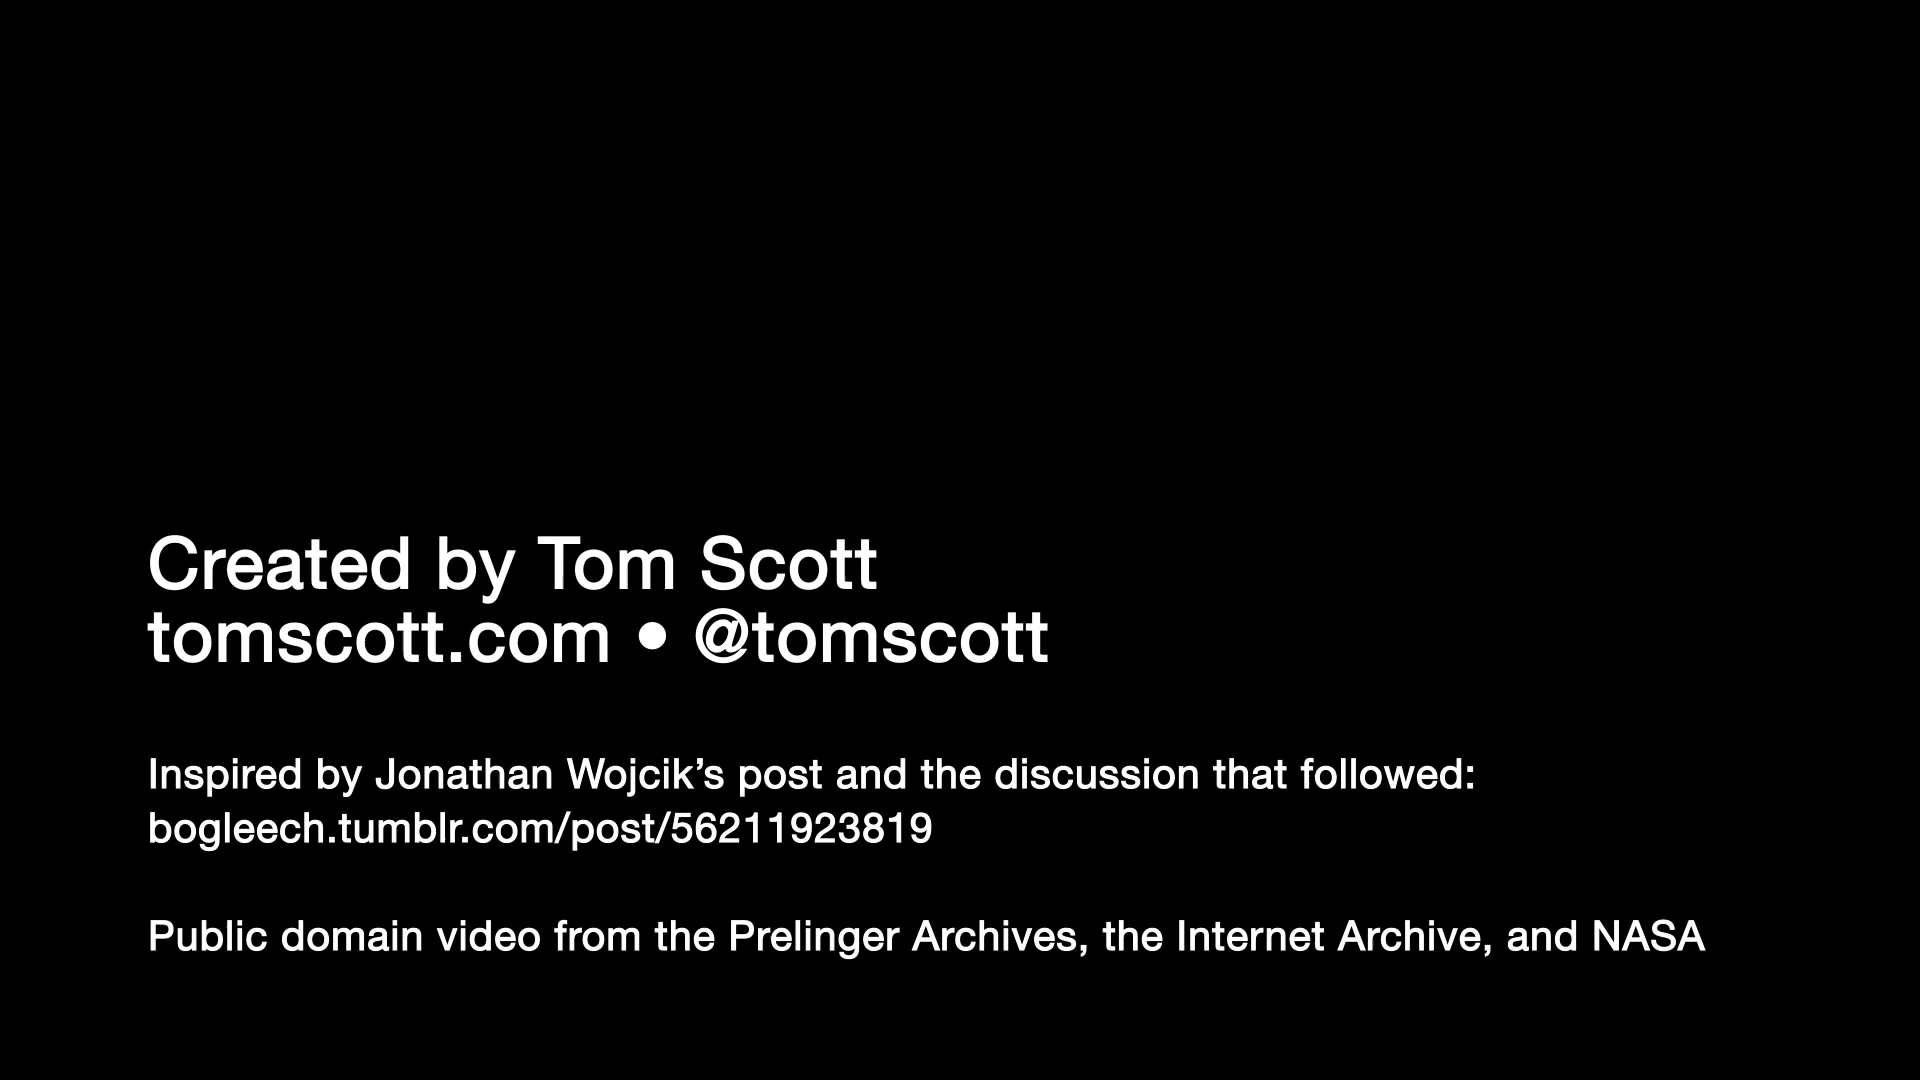 Created by Tom Scott
tomscott.com • @tomscott
Inspired by Jonathan Wojcik’s post and the discussion that followed:
bogleech.tumblr.com/post/56211923819
Public domain video from the Prelinger Archives, the Internet Archive, and NASA